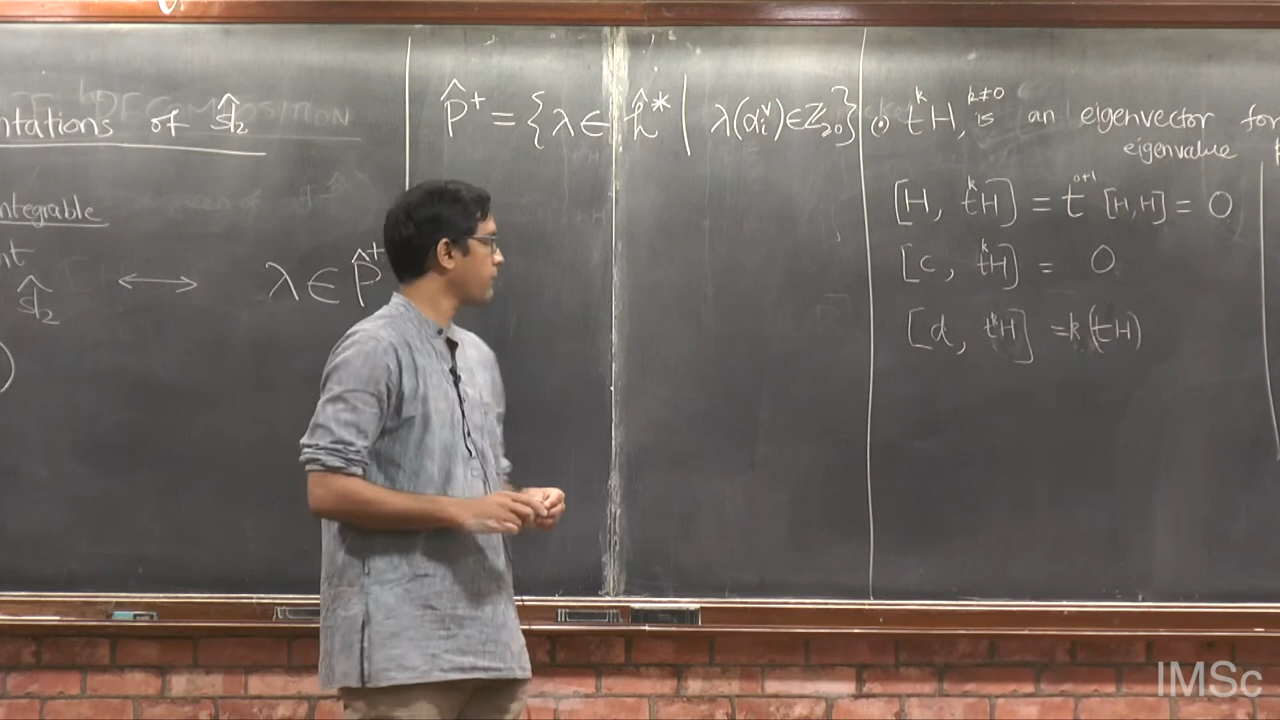 ntations of ŝl₂
ntegrable
nt
ŝl₂ ⟷ λ ∈ P̂⁺
)
P̂⁺ = {λ ∈ ĥ* | λ(αᵢ^∨) ∈ ℤ≥0}
⊙ tᵏH, k≠0 is an eigenvector for
eigenvalue
[H, tᵏH] = t⁰⁺¹ [H,H] = 0
[c, tᵏH] = 0
[d, tᵏH] = k(tᵏH)
IMSc